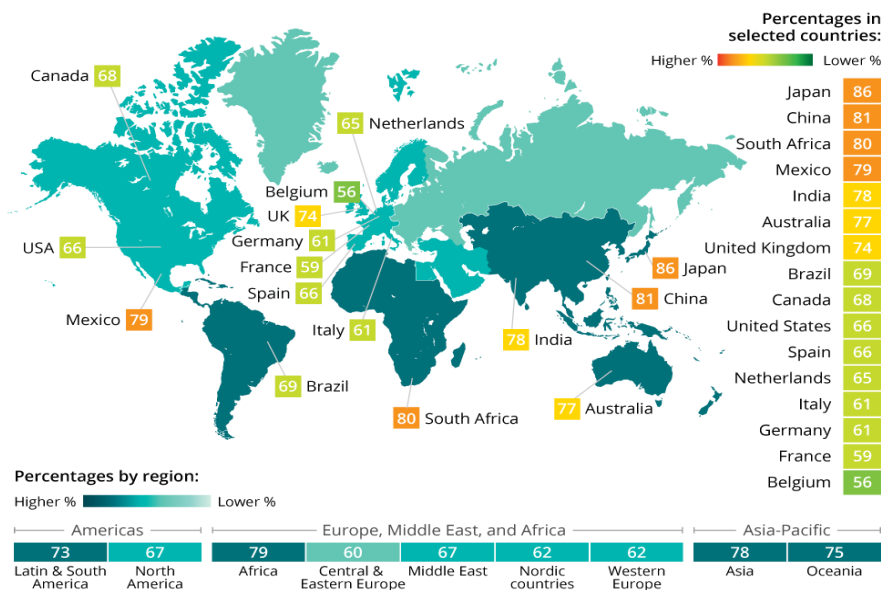 Percentages in
selected countries:
Higher % Lower %
Canada 68
65 Netherlands
Belgium 56
UK 74
Germany 61
USA 66
France 59
Spain 66
Mexico 79
Italy 61
69 Brazil
80 South Africa
78 India
86 Japan
81 China
77 Australia
Japan 86
China 81
South Africa 80
Mexico 79
India 78
Australia 77
United Kingdom 74
Brazil 69
Canada 68
United States 66
Spain 66
Netherlands 65
Italy 61
Germany 61
France 59
Belgium 56
Percentages by region:
Higher % Lower %
Americas Europe, Middle East, and Africa Asia-Pacific
73 67 79 60 67 62 62 78 75
Latin & South North Africa Central & Middle East Nordic Western Asia Oceania
America America Eastern Europe countries Europe